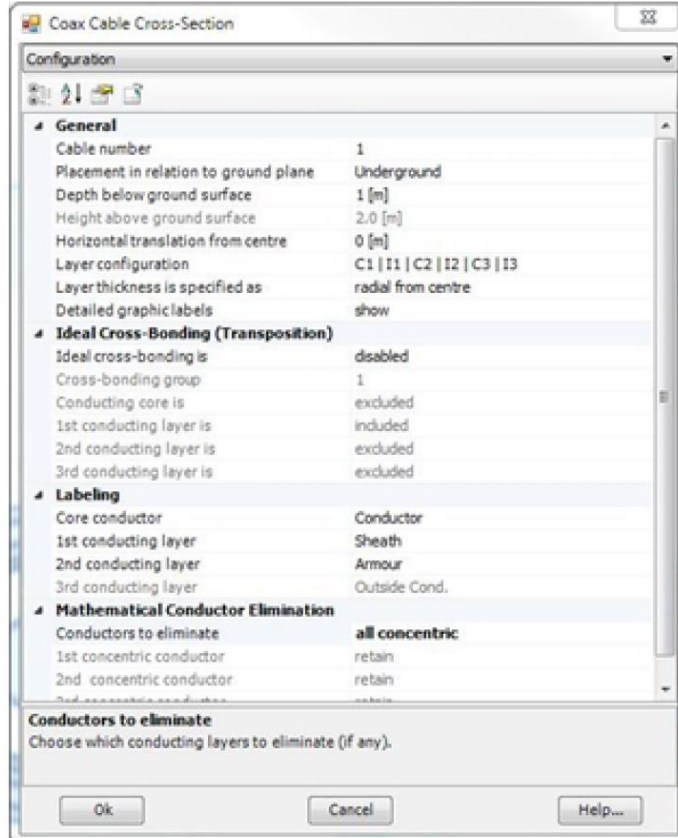 Coax Cable Cross-Section
Configuration
General
Cable number 1
Placement in relation to ground plane Underground
Depth below ground surface 1 [m]
Height above ground surface 2.0 [m]
Horizontal translation from centre 0 [m]
Layer configuration C1 | I1 | C2 | I2 | C3 | I3
Layer thickness is specified as radial from centre
Detailed graphic labels show
Ideal Cross-Bonding (Transposition)
Ideal cross-bonding is disabled
Cross-bonding group 1
Conducting core is excluded
1st conducting layer is included
2nd conducting layer is excluded
3rd conducting layer is excluded
Labeling
Core conductor Conductor
1st conducting layer Sheath
2nd conducting layer Armour
3rd conducting layer Outside Cond.
Mathematical Conductor Elimination
Conductors to eliminate all concentric
1st concentric conductor retain
2nd concentric conductor retain
Conductors to eliminate
Choose which conducting layers to eliminate (if any).
Ok Cancel Help...